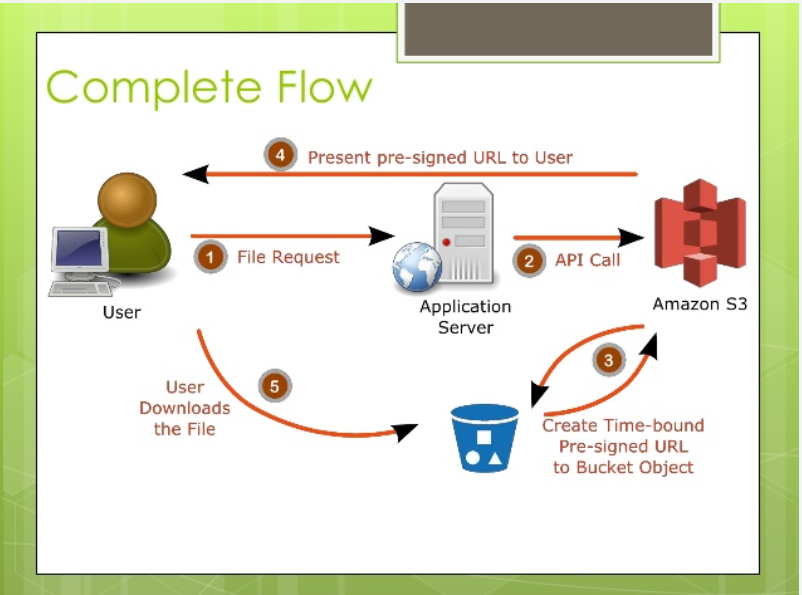 Complete Flow
4
Present pre-signed URL to User
1
File Request
2
API Call
User
Application
Server
Amazon S3
3
5
User
Downloads
the File
Create Time-bound
Pre-signed URL
to Bucket Object